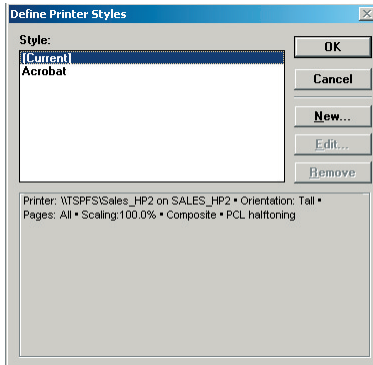 Define Printer Styles
Style:
[Current]
Acrobat
OK
Cancel
New...
Edit...
Remove
Printer: \\TSPFS\Sales_HP2 on SALES_HP2 • Orientation: Tall •
Pages: All • Scaling:100.0% • Composite • PCL halftoning